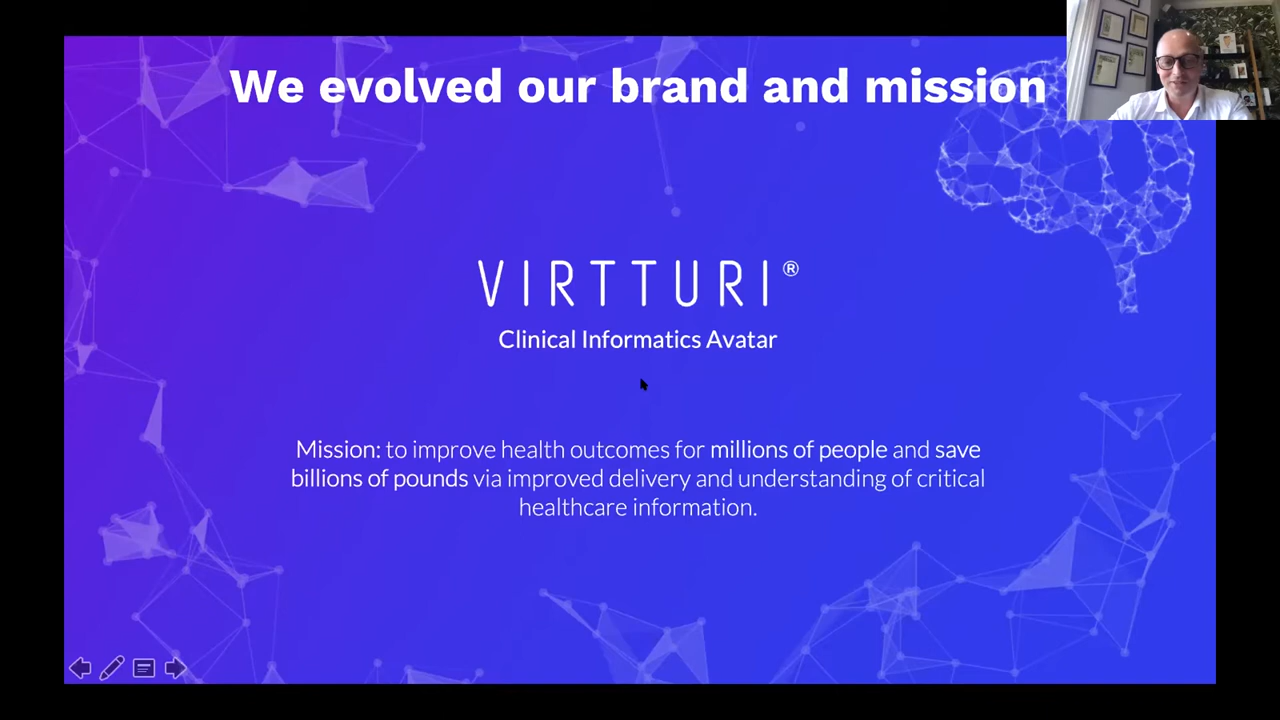 We evolved our brand and mission
VIRTTURI®
Clinical Informatics Avatar
Mission: to improve health outcomes for millions of people and save
billions of pounds via improved delivery and understanding of critical
healthcare information.